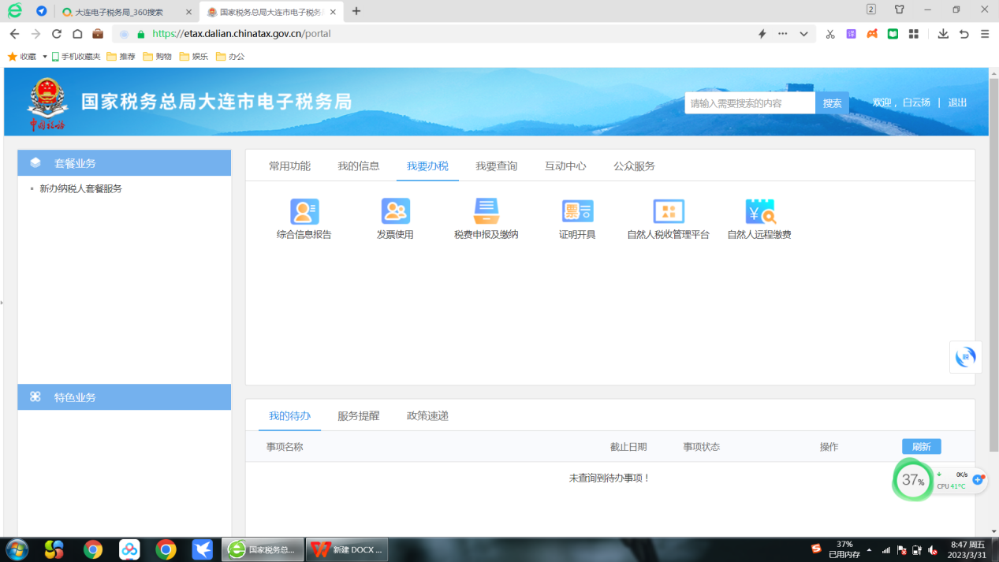 大连电子税务局_360搜索
国家税务总局大连市电子税务局
2
https://etax.dalian.chinatax.gov.cn/portal
译
收藏 手机收藏夹 推荐 购物 娱乐 办公
中国税务
国家税务总局大连市电子税务局
请输入需要搜索的内容 搜索
欢迎，白云扬 | 退出
套餐业务
新办纳税人套餐服务
常用功能 我的信息 我要办税 我要查询 互动中心 公众服务
票 ¥
综合信息报告 发票使用 税费申报及缴纳 证明开具 自然人税收管理平台 自然人远程缴费
税
特色业务
我的待办 服务提醒 政策速递
事项名称 截止日期 事项状态 操作 刷新
未查询到待办事项！
37%
0K/s
CPU 41°C
国家税务总...
新建 DOCX ...
37%
已用内存
8:47 周五
2023/3/31